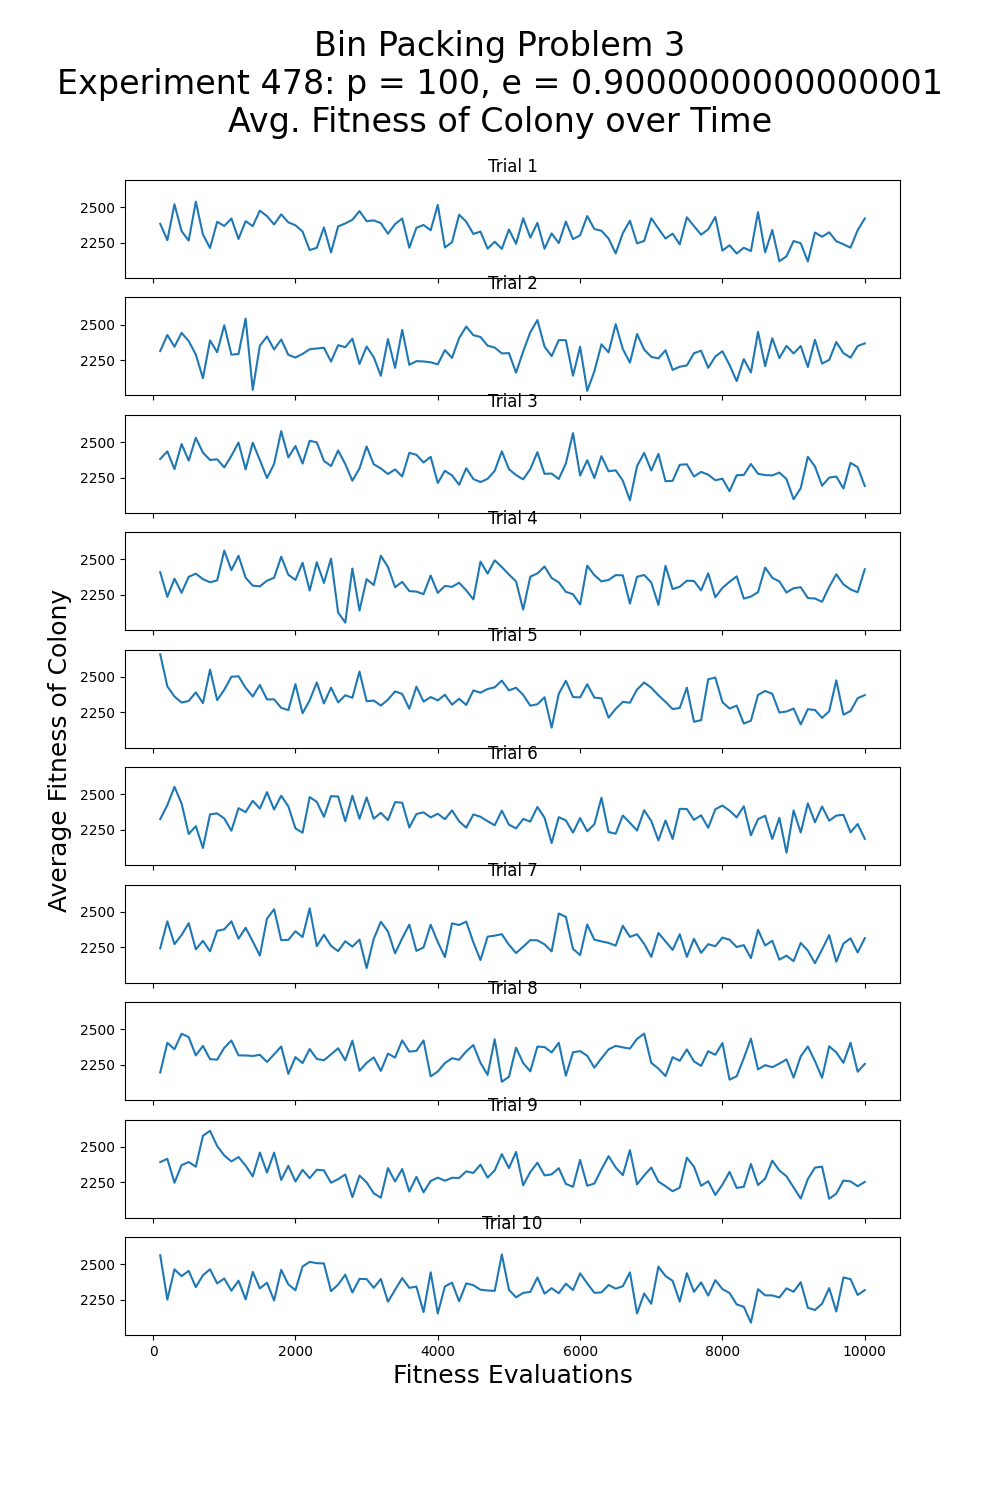 Bin Packing Problem 3
Experiment 478: p = 100, e = 0.9000000000000001
Avg. Fitness of Colony over Time
Trial 1
2500
2250
Trial 2
2500
2250
Trial 3
2500
2250
Trial 4
2500
2250
Trial 5
2500
2250
Trial 6
2500
2250
Trial 7
2500
2250
Trial 8
2500
2250
Trial 9
2500
2250
Trial 10
2500
2250
0 2000 4000 6000 8000 10000
Fitness Evaluations
Average Fitness of Colony